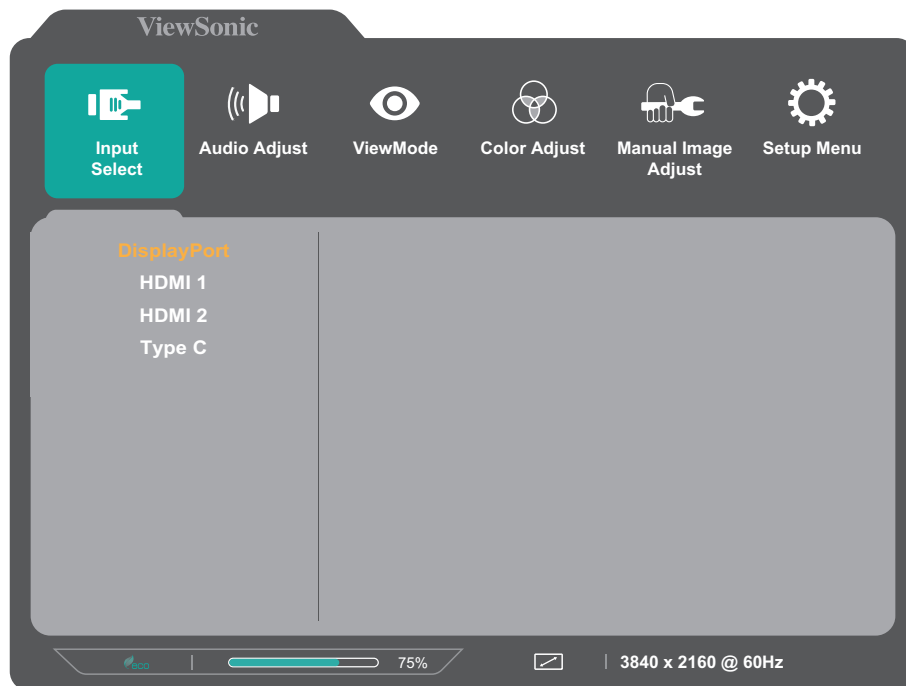 ViewSonic
Input
Select
Audio Adjust
ViewMode
Color Adjust
Manual Image
Adjust
Setup Menu
DisplayPort
HDMI 1
HDMI 2
Type C
eco
75%
3840 x 2160 @ 60Hz